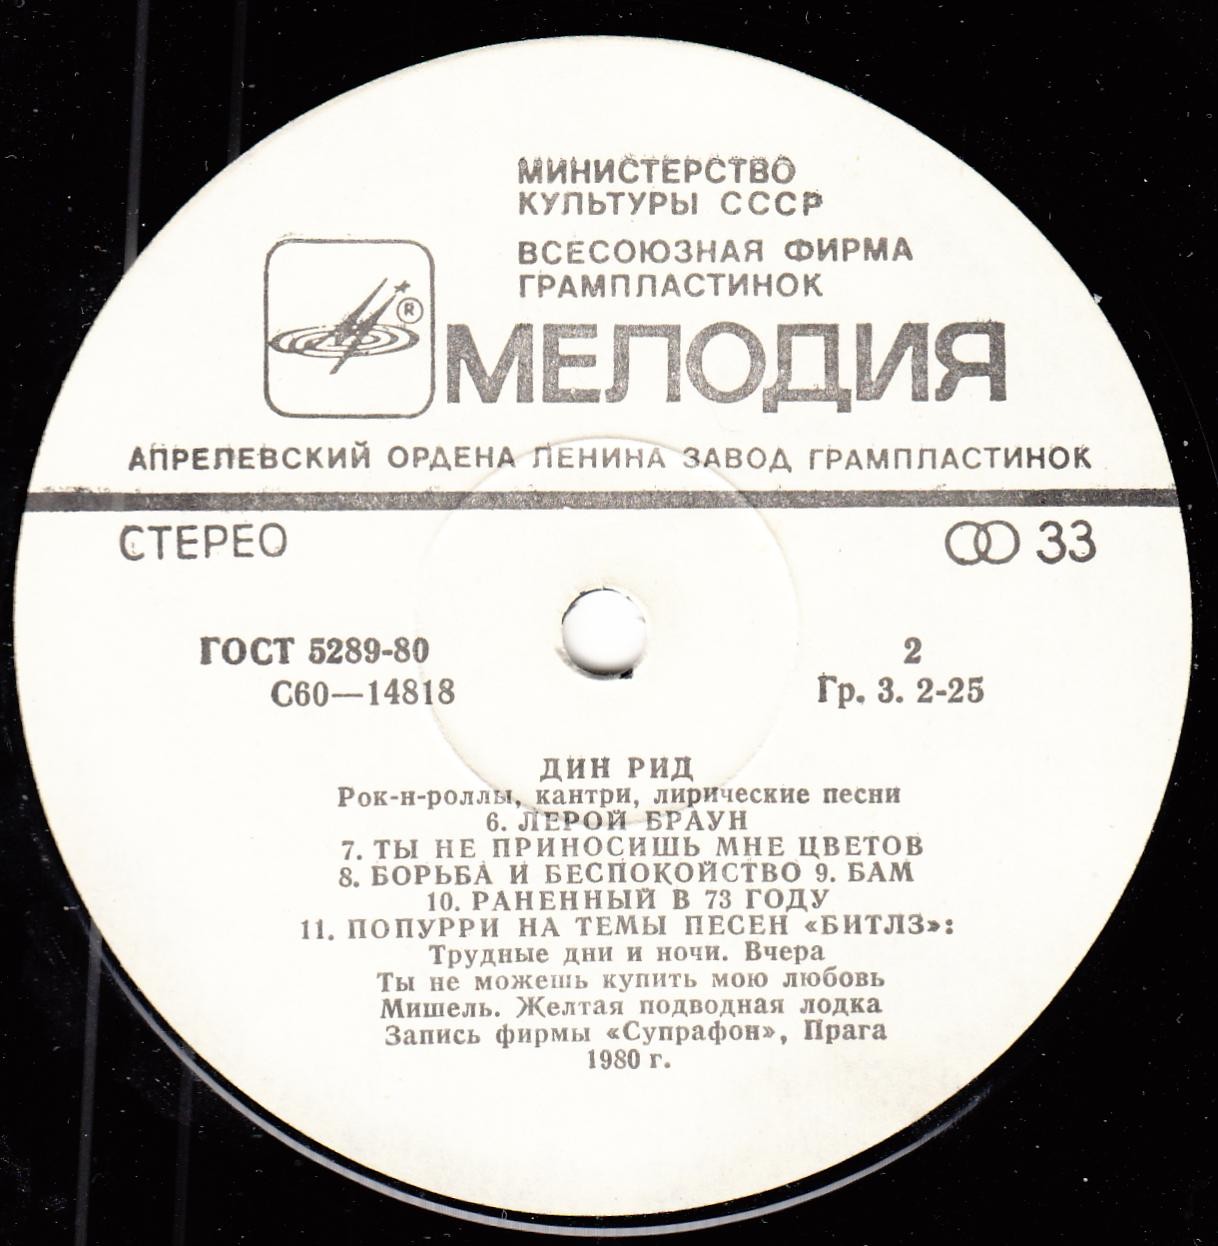 МИНИСТЕРСТВО
КУЛЬТУРЫ СССР
ВСЕСОЮЗНАЯ ФИРМА
ГРАМПЛАСТИНОК
®
МЕЛОДИЯ
АПРЕЛЕВСКИЙ ОРДЕНА ЛЕНИНА ЗАВОД ГРАМПЛАСТИНОК
СТЕРЕО 33
ГОСТ 5289-80 2
С60—14818 Гр. 3. 2-25
ДИН РИД
Рок-н-роллы, кантри, лирические песни
6. ЛЕРОЙ БРАУН
7. ТЫ НЕ ПРИНОСИШЬ МНЕ ЦВЕТОВ
8. БОРЬБА И БЕСПОКОЙСТВО 9. БАМ
10. РАНЕННЫЙ В 73 ГОДУ
11. ПОПУРРИ НА ТЕМЫ ПЕСЕН «БИТЛЗ»:
Трудные дни и ночи. Вчера
Ты не можешь купить мою любовь
Мишель. Желтая подводная лодка
Запись фирмы «Супрафон», Прага
1980 г.